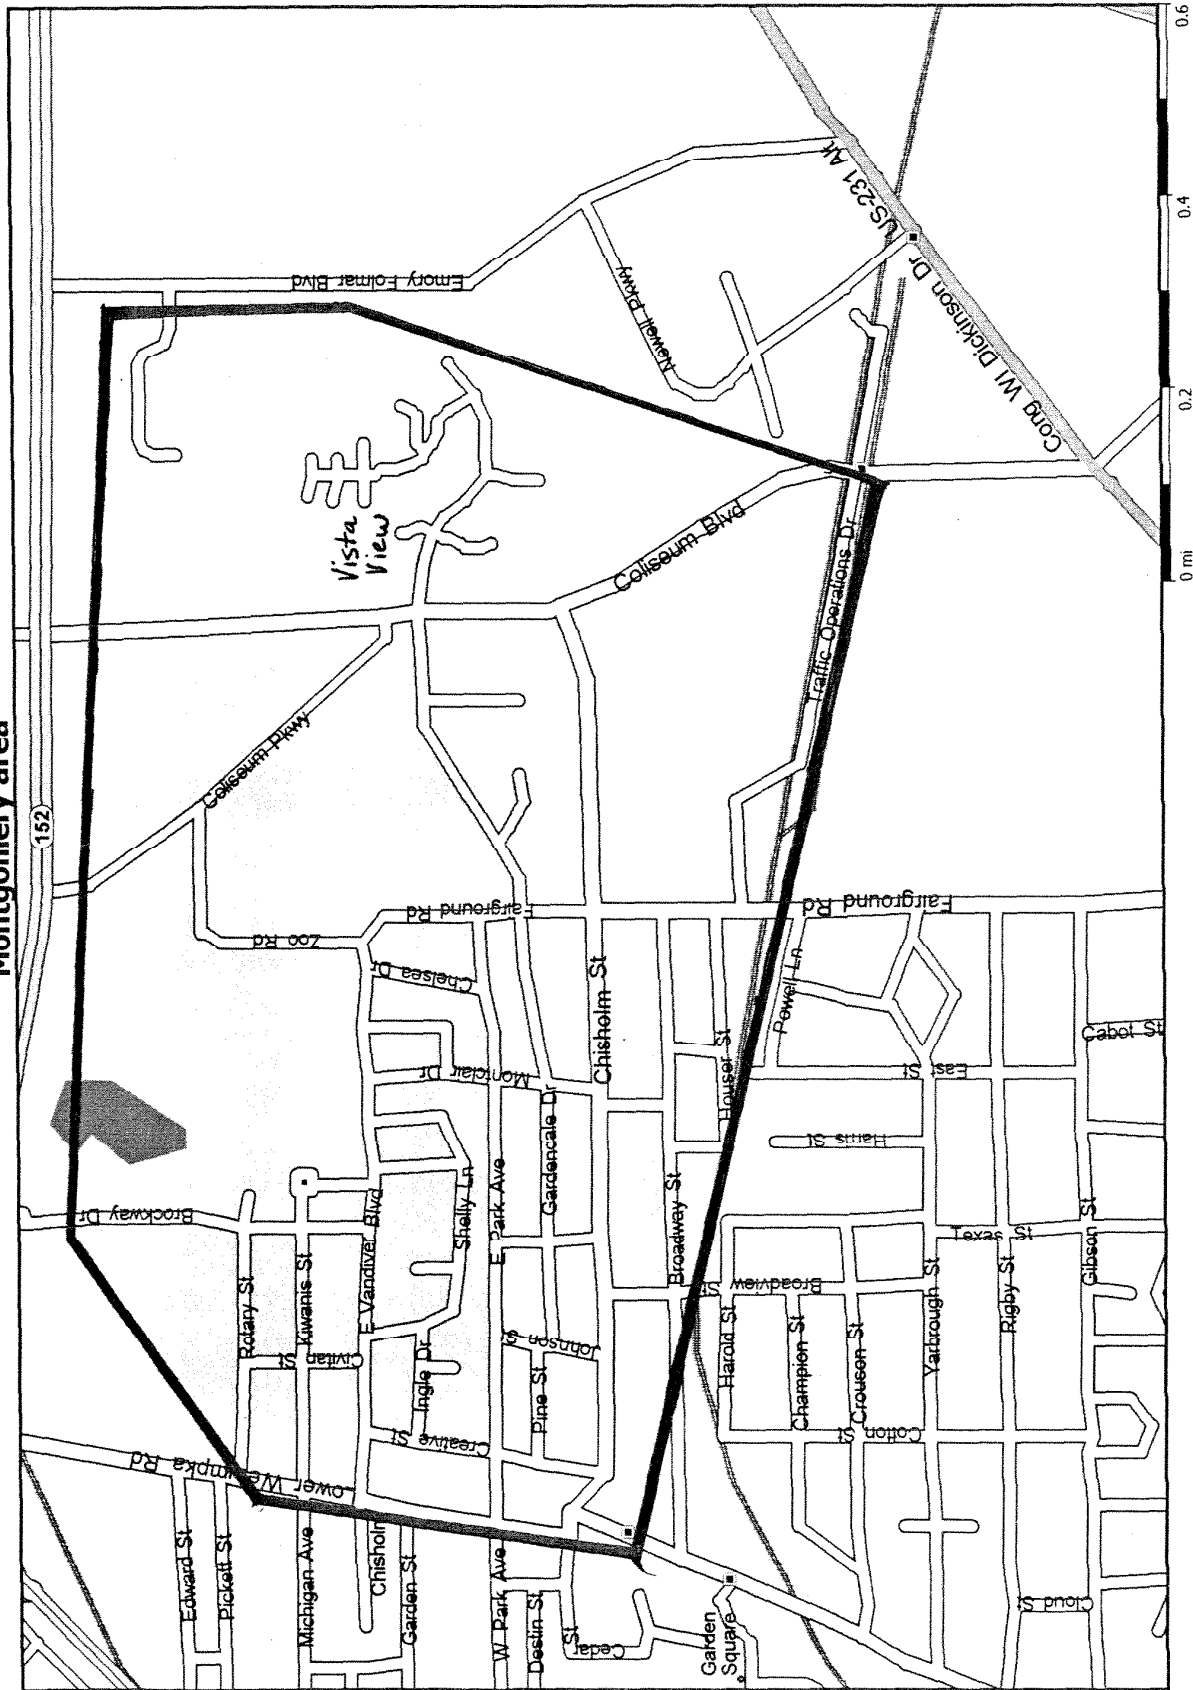 Montgomery area
152
Coliseum Pkwy
Emory Folmar Blvd
Vista
View
Coliseum Blvd
Newell Pkwy
US-231 Alt
Cong Wl Dickinson Dr
Traffic Operations Dr
Zoo Rd
Fairground Rd
Fairground Rd
Chelsea Dr
Montclair Dr
Chisholm St
Gardendale Dr
E Park Ave
Shelly Ln
E Vandiver Blvd
Kiwanis St
Rotary St
Brockway Dr
Civitan St
Ingle Dr
Creative St
Johnson S
Pine St
Broadway St
Houser St
Powell Ln
East St
Harris St
Cabot St
Texas St
Gibson St
Rigby St
Yarbrough St
Broadview St
Harold St
Champion St
Crouson St
Cotton St
Lower We
umpka Rd
Edward St
Pickett St
Michigan Ave
Chisholm
Garden St
W Park Ave
Destin St
Cedar St
Garden
Square
Cloud St
0 mi
0.2
0.4
0.6